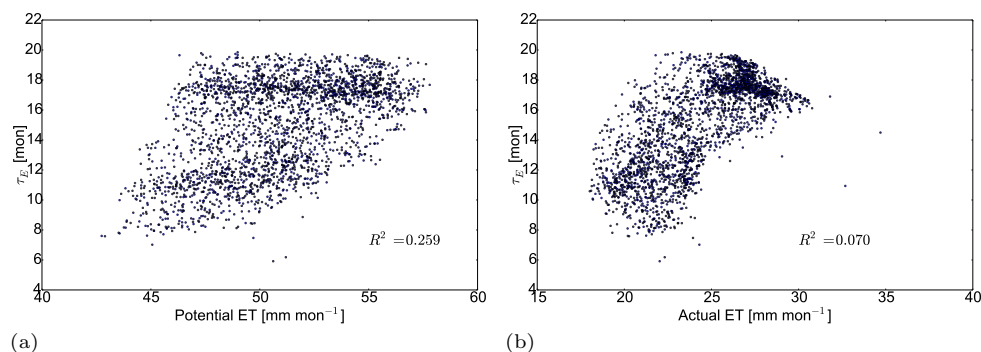 22
20
18
16
14
12
10
8
6
4
τ_E [mon]
R² =0.259
40 45 50 55 60
Potential ET [mm mon⁻¹]
(a)
22
20
18
16
14
12
10
8
6
4
τ_E [mon]
R² =0.070
15 20 25 30 35 40
Actual ET [mm mon⁻¹]
(b)